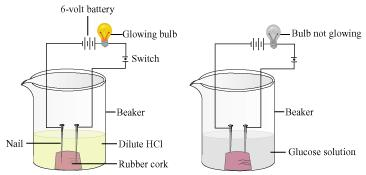 6-volt battery
Glowing bulb
Switch
Beaker
Nail
Dilute HCl
Rubber cork
Bulb not glowing
Beaker
Glucose solution